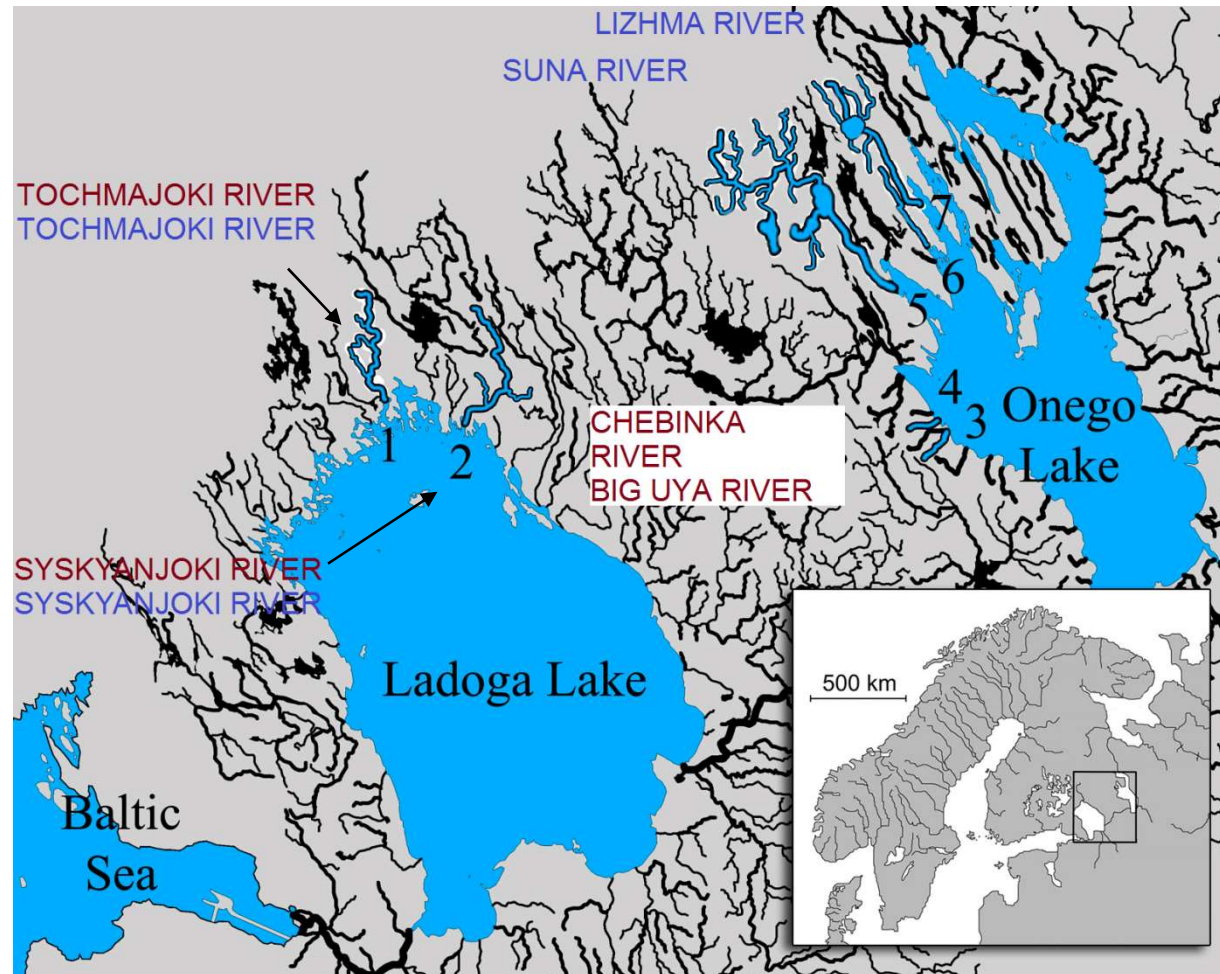 LIZHMA RIVER
SUNA RIVER
TOCHMAJOKI RIVER
TOCHMAJOKI RIVER
7
6
5
4
3
Onego
Lake
1
2
CHEBINKA
RIVER
BIG UYA RIVER
SYSKYANJOKI RIVER
SYSKYANJOKI RIVER
Ladoga Lake
500 km
Baltic
Sea